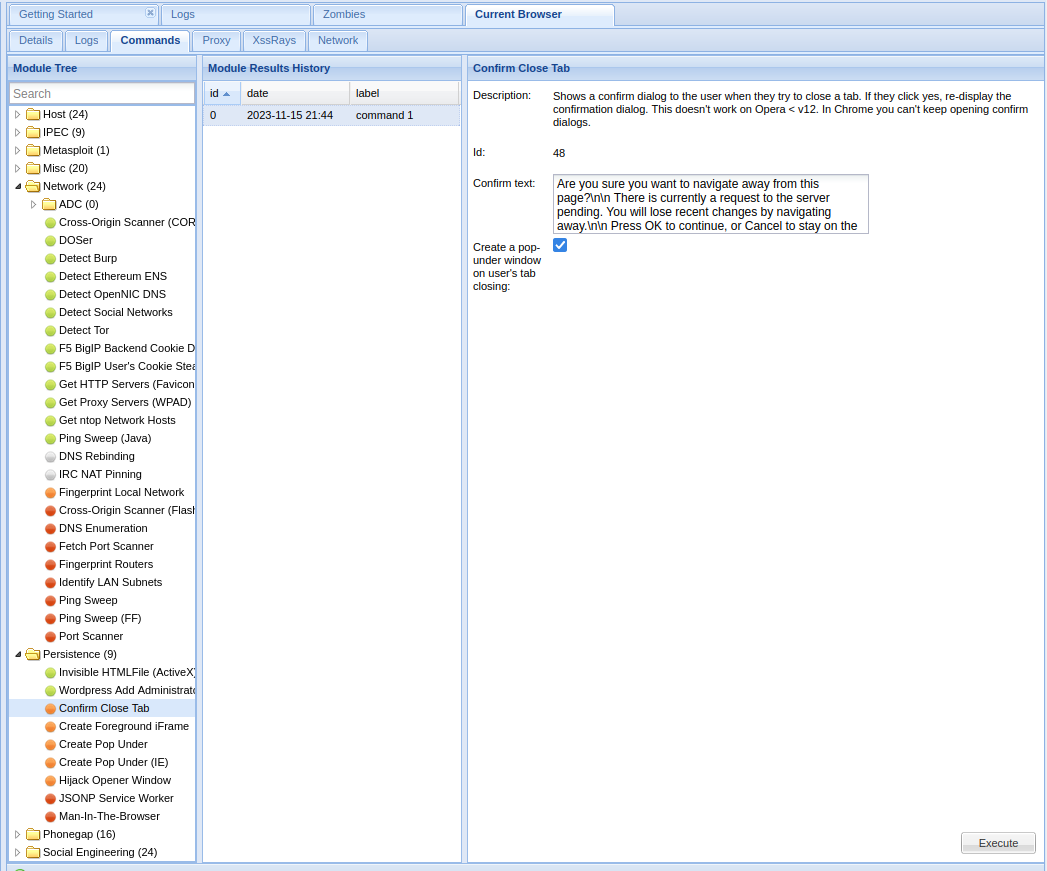 Getting Started
Logs
Zombies
Current Browser
Details
Logs
Commands
Proxy
XssRays
Network
Module Tree
Search
Host (24)
IPEC (9)
Metasploit (1)
Misc (20)
Network (24)
ADC (0)
Cross-Origin Scanner (COR
DOSer
Detect Burp
Detect Ethereum ENS
Detect OpenNIC DNS
Detect Social Networks
Detect Tor
F5 BigIP Backend Cookie D
F5 BigIP User's Cookie Stea
Get HTTP Servers (Favicon
Get Proxy Servers (WPAD)
Get ntop Network Hosts
Ping Sweep (Java)
DNS Rebinding
IRC NAT Pinning
Fingerprint Local Network
Cross-Origin Scanner (Flash
DNS Enumeration
Fetch Port Scanner
Fingerprint Routers
Identify LAN Subnets
Ping Sweep
Ping Sweep (FF)
Port Scanner
Persistence (9)
Invisible HTMLFile (ActiveX)
Wordpress Add Administrato
Confirm Close Tab
Create Foreground iFrame
Create Pop Under
Create Pop Under (IE)
Hijack Opener Window
JSONP Service Worker
Man-In-The-Browser
Phonegap (16)
Social Engineering (24)
Module Results History
id date label
0 2023-11-15 21:44 command 1
Confirm Close Tab
Description:
Shows a confirm dialog to the user when they try to close a tab. If they click yes, re-display the
confirmation dialog. This doesn't work on Opera < v12. In Chrome you can't keep opening confirm
dialogs.
Id:
48
Confirm text:
Are you sure you want to navigate away from this
page?\n\n There is currently a request to the server
pending. You will lose recent changes by navigating
away.\n\n Press OK to continue, or Cancel to stay on the
Create a pop-
under window
on user's tab
closing:
Execute